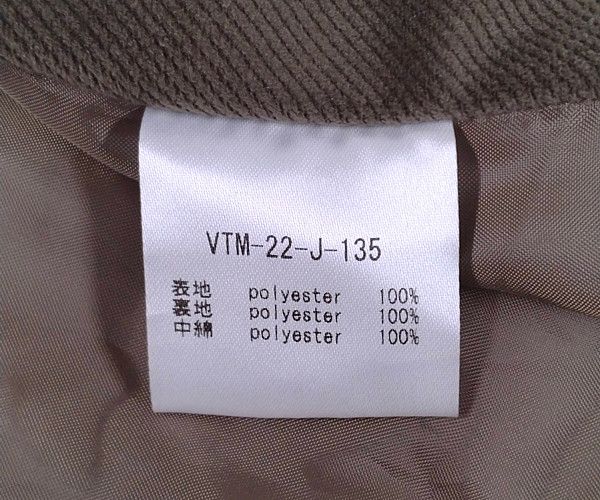 VTM-22-J-135
表地 polyester 100%
裏地 polyester 100%
中綿 polyester 100%